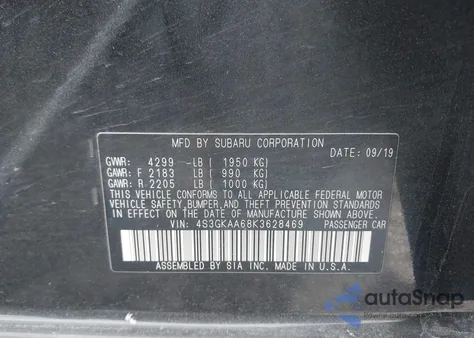 MFD BY SUBARU CORPORATION
DATE: 09/19
GVWR: 4299 -LB ( 1950 KG)
GAWR: F 2183 LB ( 990 KG)
GAWR: R 2205 LB ( 1000 KG)
THIS VEHICLE CONFORMS TO ALL APPLICABLE FEDERAL MOTOR
VEHICLE SAFETY, BUMPER, AND THEFT PREVENTION STANDARDS
IN EFFECT ON THE DATE OF MANUFACTURE SHOWN ABOVE.
VIN: 4S3GKAA68K3628469 PASSENGER CAR
ASSEMBLED BY SIA INC. MADE IN U.S.A.
autoSnap